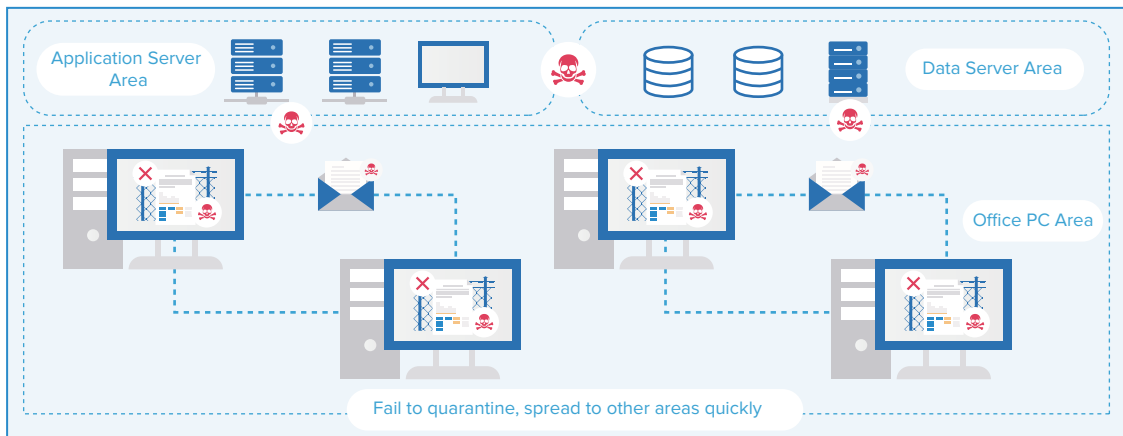 Application Server
Area
Data Server Area
Office PC Area
Fail to quarantine, spread to other areas quickly